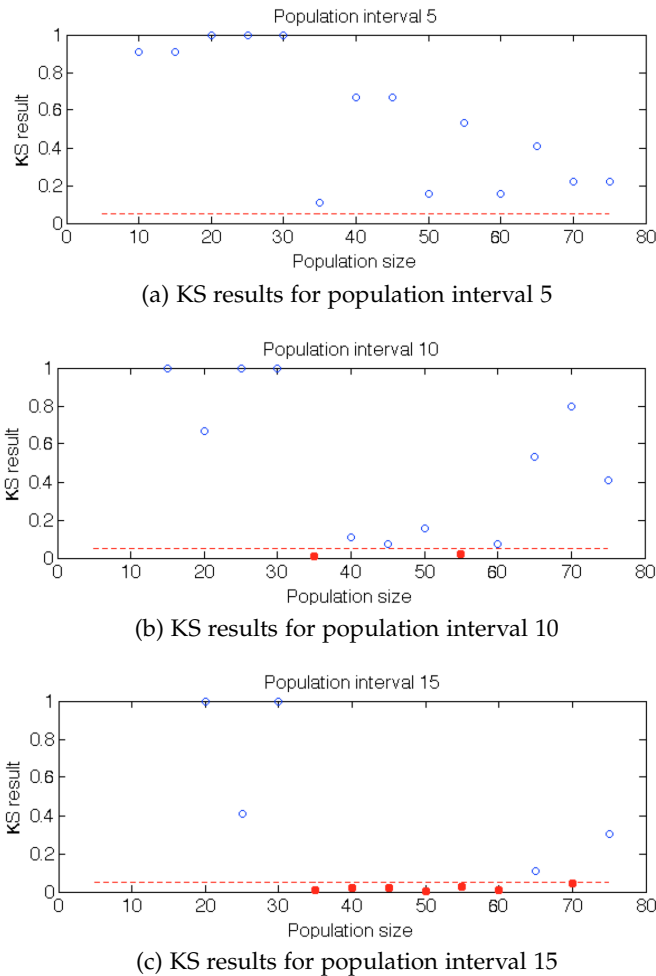 Population interval 5
1
0.8
0.6
0.4
0.2
0
KS result
0 10 20 30 40 50 60 70 80
Population size
(a) KS results for population interval 5
Population interval 10
1
0.8
0.6
0.4
0.2
0
KS result
0 10 20 30 40 50 60 70 80
Population size
(b) KS results for population interval 10
Population interval 15
1
0.8
0.6
0.4
0.2
0
KS result
0 10 20 30 40 50 60 70 80
Population size
(c) KS results for population interval 15